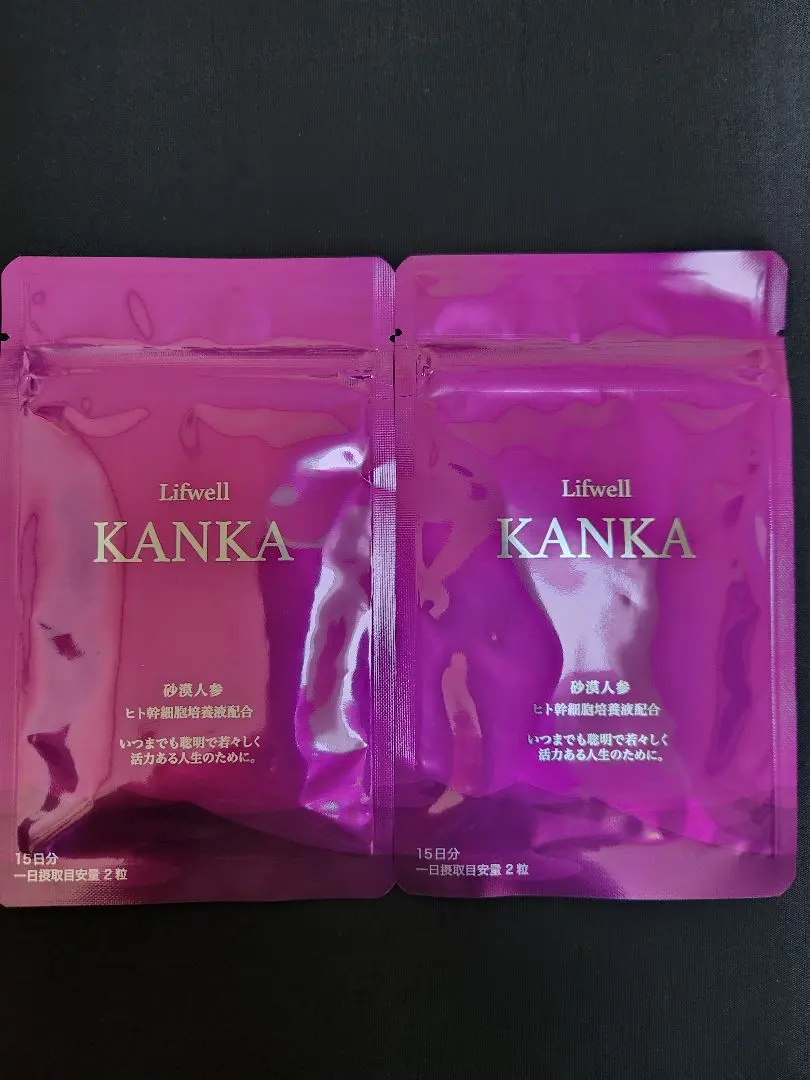 Lifwell
KANKA
砂漠人参
ヒト幹細胞培養液配合
いつまでも聡明で若々しく
活力ある人生のために。
15日分
一日摂取目安量 2 粒
Lifwell
KANKA
砂漠人参
ヒト幹細胞培養液配合
いつまでも聡明で若々しく
活力ある人生のために。
15日分
一日摂取目安量 2 粒